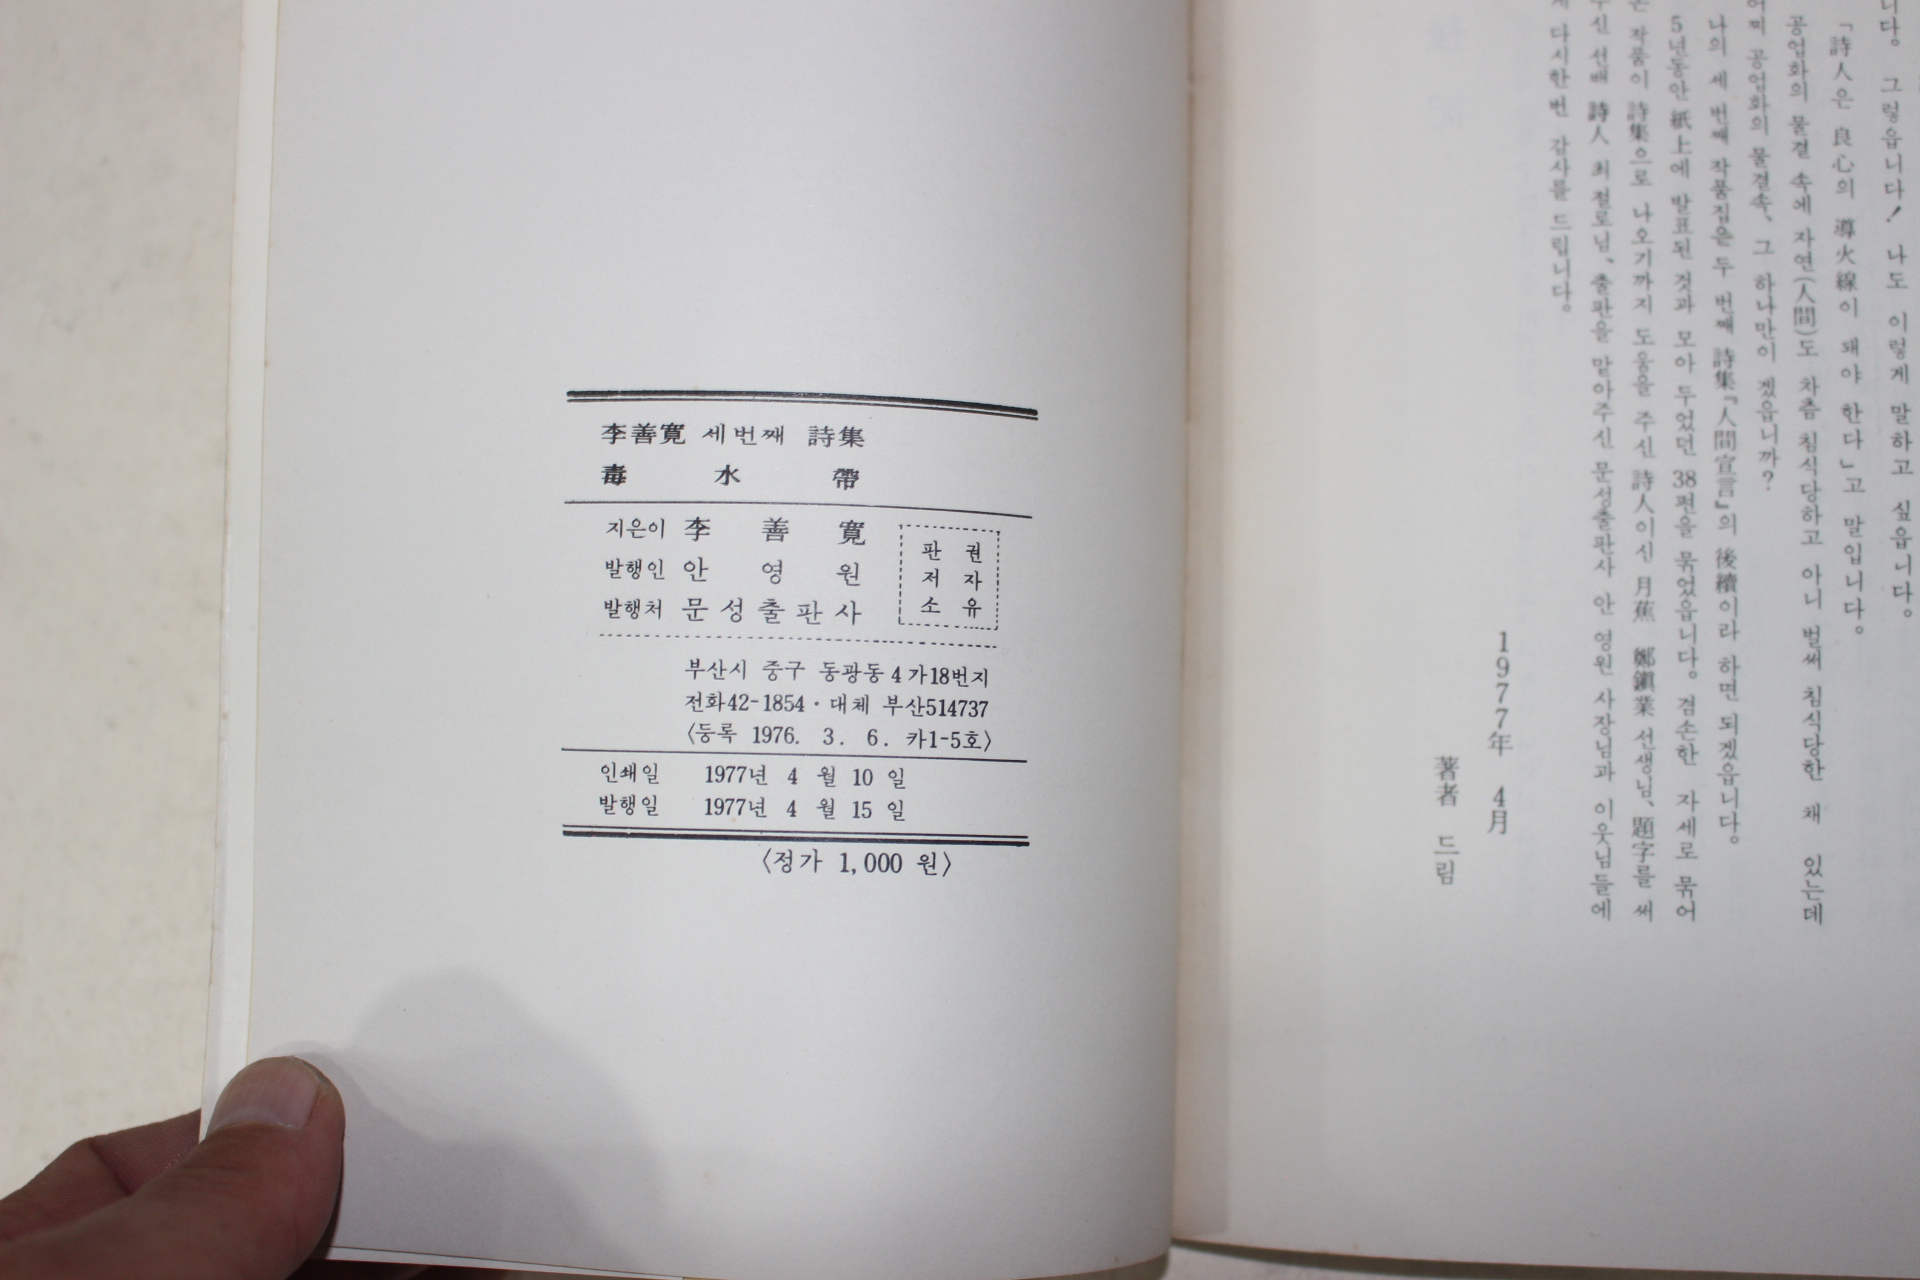 李善寬 세번째 詩集
毒水帶
지은이 李善寬
발행인 안영원
발행처 문성출판사
판권
저자
소유
부산시 중구 동광동 4가18번지
전화42-1854·대체 부산514737
〈등록 1976. 3. 6. 카1-5호〉
인쇄일 1977년 4월 10일
발행일 1977년 4월 15일
〈정가 1,000 원〉
니다. 그렇읍니다! 나도 이렇게 말하고 싶읍니다.
「詩人은 良心의 導火線이 돼야 한다」고 말입니다.
공업화의 물결 속에 자연(人間)도 차츰 침식당하고 아니 벌써 침식당한 채 있는데
어찌 공업화의 물결속, 그 하나만이 겠읍니까?
나의 세 번째 작품집은 두 번째 詩集『人間宣言』의 後續이라 하면 되겠읍니다.
5년동안 紙上에 발표된 것과 모아 두었던 38편을 묶었읍니다. 겸손한 자세로 묶어
온 작품이 詩集으로 나오기까지 도움을 주신 詩人이신 月蕉 鄭鎭業 선생님, 題字를 써
주신 선배 詩人 최절로님, 출판을 맡아주신 문성출판사 안 영원 사장님과 이웃님들에
게 다시한번 감사를 드립니다.
1977年 4月
著者 드림